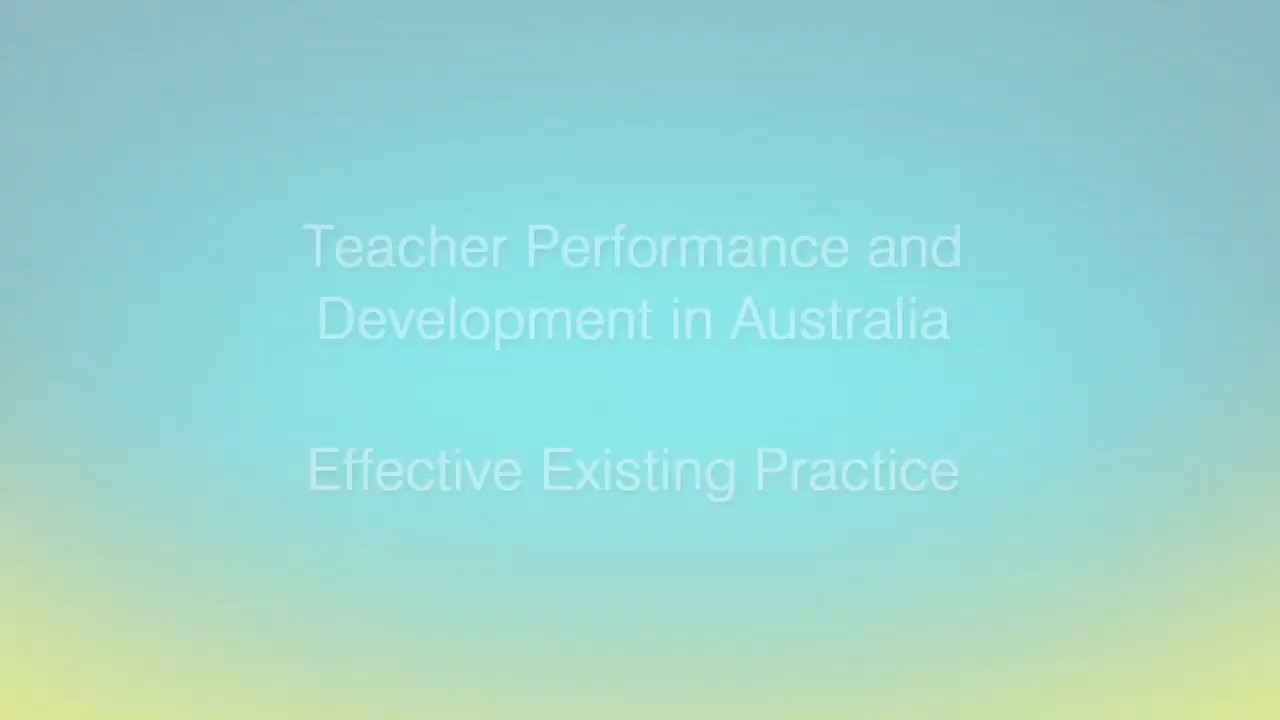 Teacher Performance and
Development in Australia
Effective Existing Practice